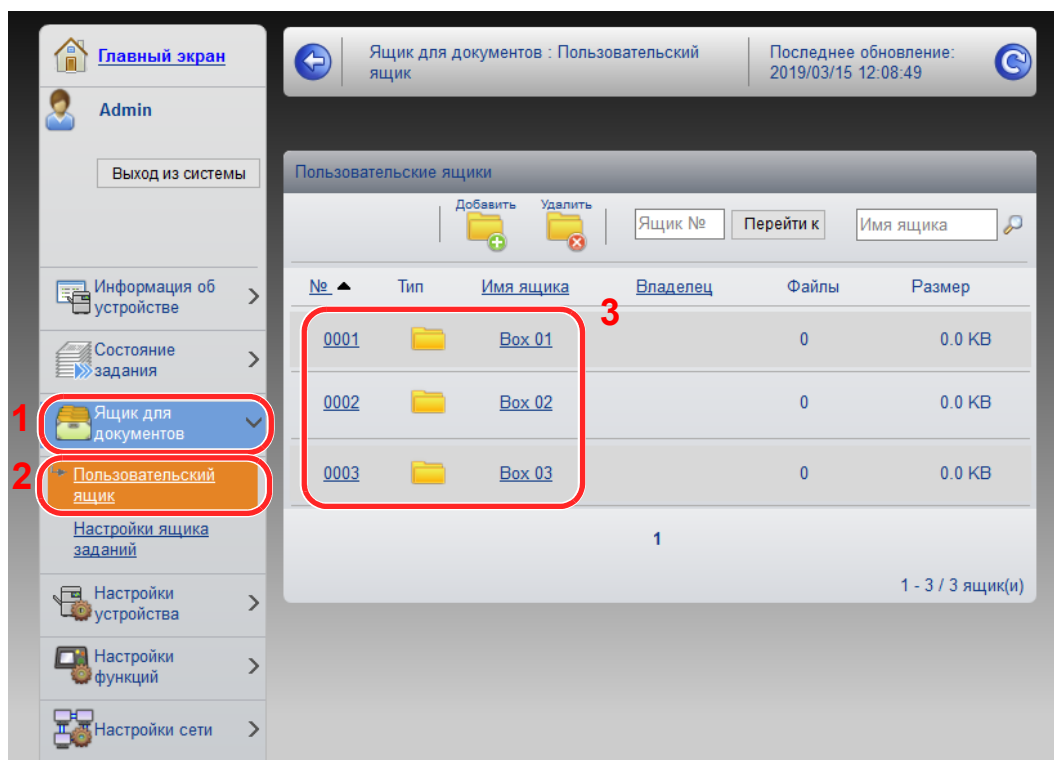 Главный экран
Admin
Выход из системы
Информация об
устройстве
Состояние
задания
1
Ящик для
документов
2
Пользовательский
ящик
Настройки ящика
заданий
Настройки
устройства
Настройки
функций
Настройки сети
Ящик для документов : Пользовательский
ящик
Последнее обновление:
2019/03/15 12:08:49
Пользовательские ящики
Добавить Удалить
Ящик № Перейти к Имя ящика
№ Тип Имя ящика Владелец Файлы Размер
3
0001 Box 01 0 0.0 KB
0002 Box 02 0 0.0 KB
0003 Box 03 0 0.0 KB
1
1 - 3 / 3 ящик(и)